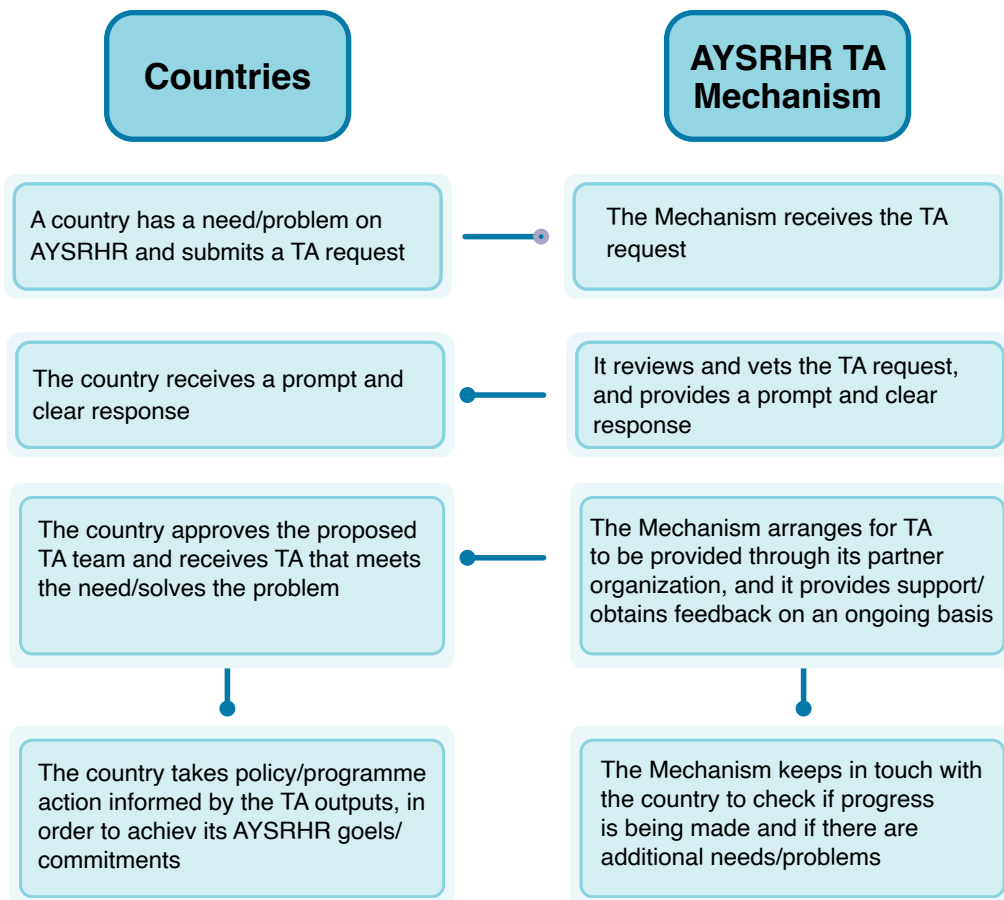 Countries
AYSRHR TA
Mechanism
A country has a need/problem on
AYSRHR and submits a TA request
The Mechanism receives the TA
request
The country receives a prompt and
clear response
It reviews and vets the TA request,
and provides a prompt and clear
response
The country approves the proposed
TA team and receives TA that meets
the need/solves the problem
The Mechanism arranges for TA
to be provided through its partner
organization, and it provides support/
obtains feedback on an ongoing basis
The country takes policy/programme
action informed by the TA outputs, in
order to achiev its AYSRHR goels/
commitments
The Mechanism keeps in touch with
the country to check if progress
is being made and if there are
additional needs/problems